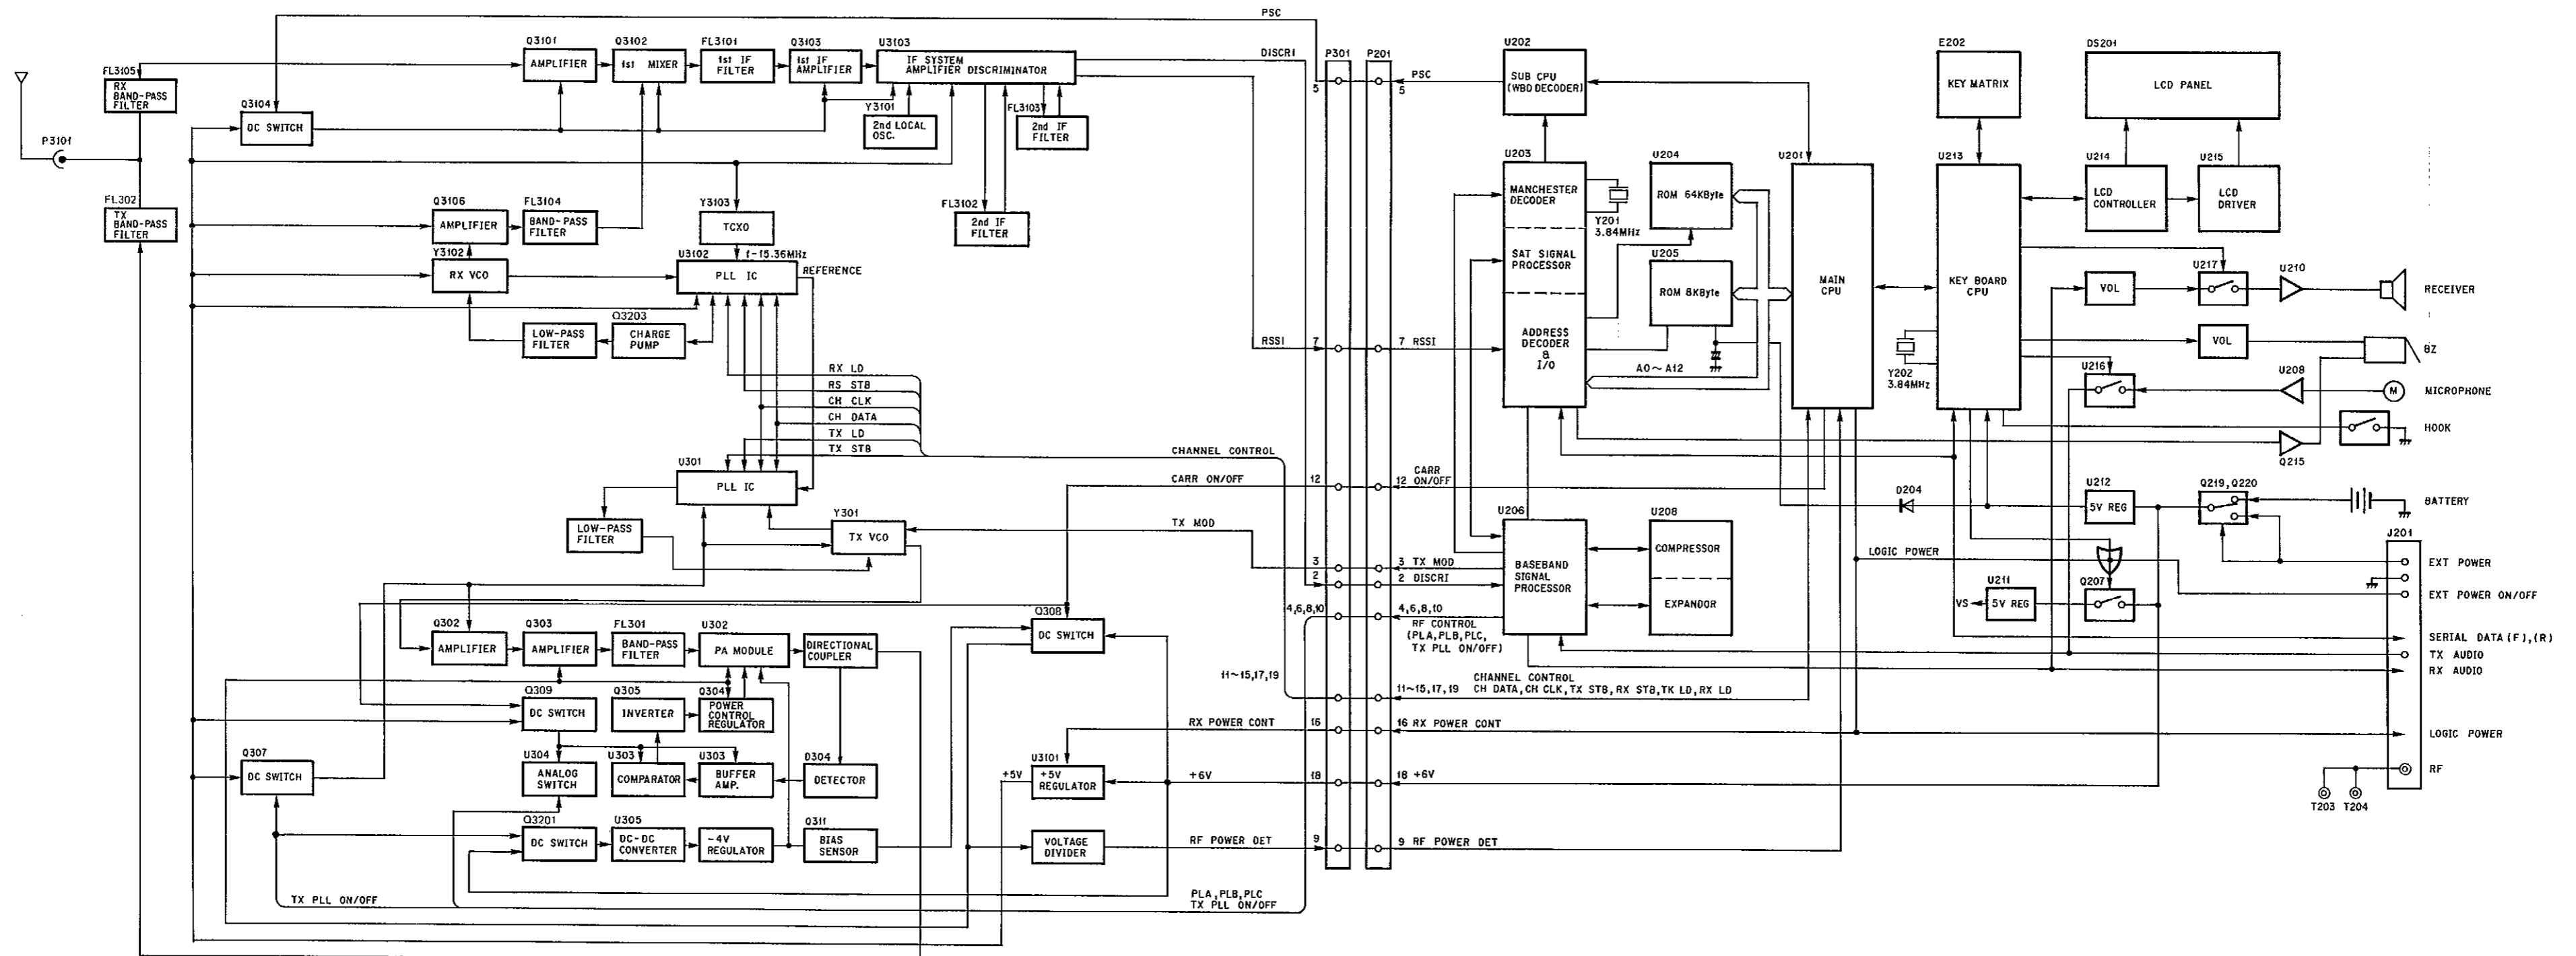 PSC
Q3101
AMPLIFIER
Q3102
1st MIXER
FL3101
1st IF
FILTER
Q3103
1st IF
AMPLIFIER
U3103
IF SYSTEM
AMPLIFIER DISCRIMINATOR
DISCRI
FL3105
RX
BAND-PASS
FILTER
Q3104
DC SWITCH
P3101
Y3101
2nd LOCAL
OSC.
FL3103
2nd IF
FILTER
FL302
TX
BAND-PASS
FILTER
Q3106
AMPLIFIER
FL3104
BAND-PASS
FILTER
Y3103
TCXO
FL3102
2nd IF
FILTER
Y3102
RX VCO
U3102
f-15.36MHz
PLL IC
REFERENCE
LOW-PASS
FILTER
Q3203
CHARGE
PUMP
RSSI
RX LD
RS STB
CH CLK
CH DATA
TX LD
TX STB
CHANNEL CONTROL
U301
PLL IC
CARR ON/OFF
LOW-PASS
FILTER
Y301
TX VCO
TX MOD
Q302
AMPLIFIER
Q303
AMPLIFIER
FL301
BAND-PASS
FILTER
U302
PA MODULE
DIRECTIONAL
COUPLER
Q308
DC SWITCH
Q309
DC SWITCH
Q305
INVERTER
Q304
POWER
CONTROL
REGULATOR
RX POWER CONT
Q307
DC SWITCH
U304
ANALOG
SWITCH
U303
COMPARATOR
U303
BUFFER
AMP.
D304
DETECTOR
+5V
U3101
+5V
REGULATOR
+6V
Q3201
DC SWITCH
U305
DC-DC
CONVERTER
-4V
REGULATOR
Q311
BIAS
SENSOR
VOLTAGE
DIVIDER
RF POWER DET
TX PLL ON/OFF
PLA,PLB,PLC
TX PLL ON/OFF
P301
P201
5
5
PSC
7
7 RSSI
12
12
CARR
ON/OFF
3
3 TX MOD
2
2 DISCRI
4,6,8,10
4,6,8,10
RF CONTROL
(PLA,PLB,PLC,
TX PLL ON/OFF)
11~15,17,19
11~15,17,19
CHANNEL CONTROL
CH DATA,CH CLK,TX STB,RX STB,TK LD,RX LD
16
16 RX POWER CONT
18
18 +6V
9
9 RF POWER DET
U202
SUB CPU
(WBD DECODER)
U203
MANCHESTER
DECODER
SAT SIGNAL
PROCESSOR
ADDRESS
DECODER
&
I/O
Y201
3.84MHz
U204
ROM 64KByte
U205
ROM 8KByte
A0~A12
U201
MAIN
CPU
U206
BASEBAND
SIGNAL
PROCESSOR
U208
COMPRESSOR
EXPANDOR
E202
KEY MATRIX
DS201
LCD PANEL
U213
KEY BOARD
CPU
U214
LCD
CONTROLLER
U215
LCD
DRIVER
Y202
3.84MHz
VOL
U217
U210
RECEIVER
VOL
BZ
U216
U208
M
MICROPHONE
HOOK
Q215
D204
U212
5V REG
Q219,Q220
BATTERY
LOGIC POWER
J201
EXT POWER
VS
U211
5V REG
Q207
EXT POWER ON/OFF
SERIAL DATA(F),(R)
TX AUDIO
RX AUDIO
LOGIC POWER
RF
T203
T204